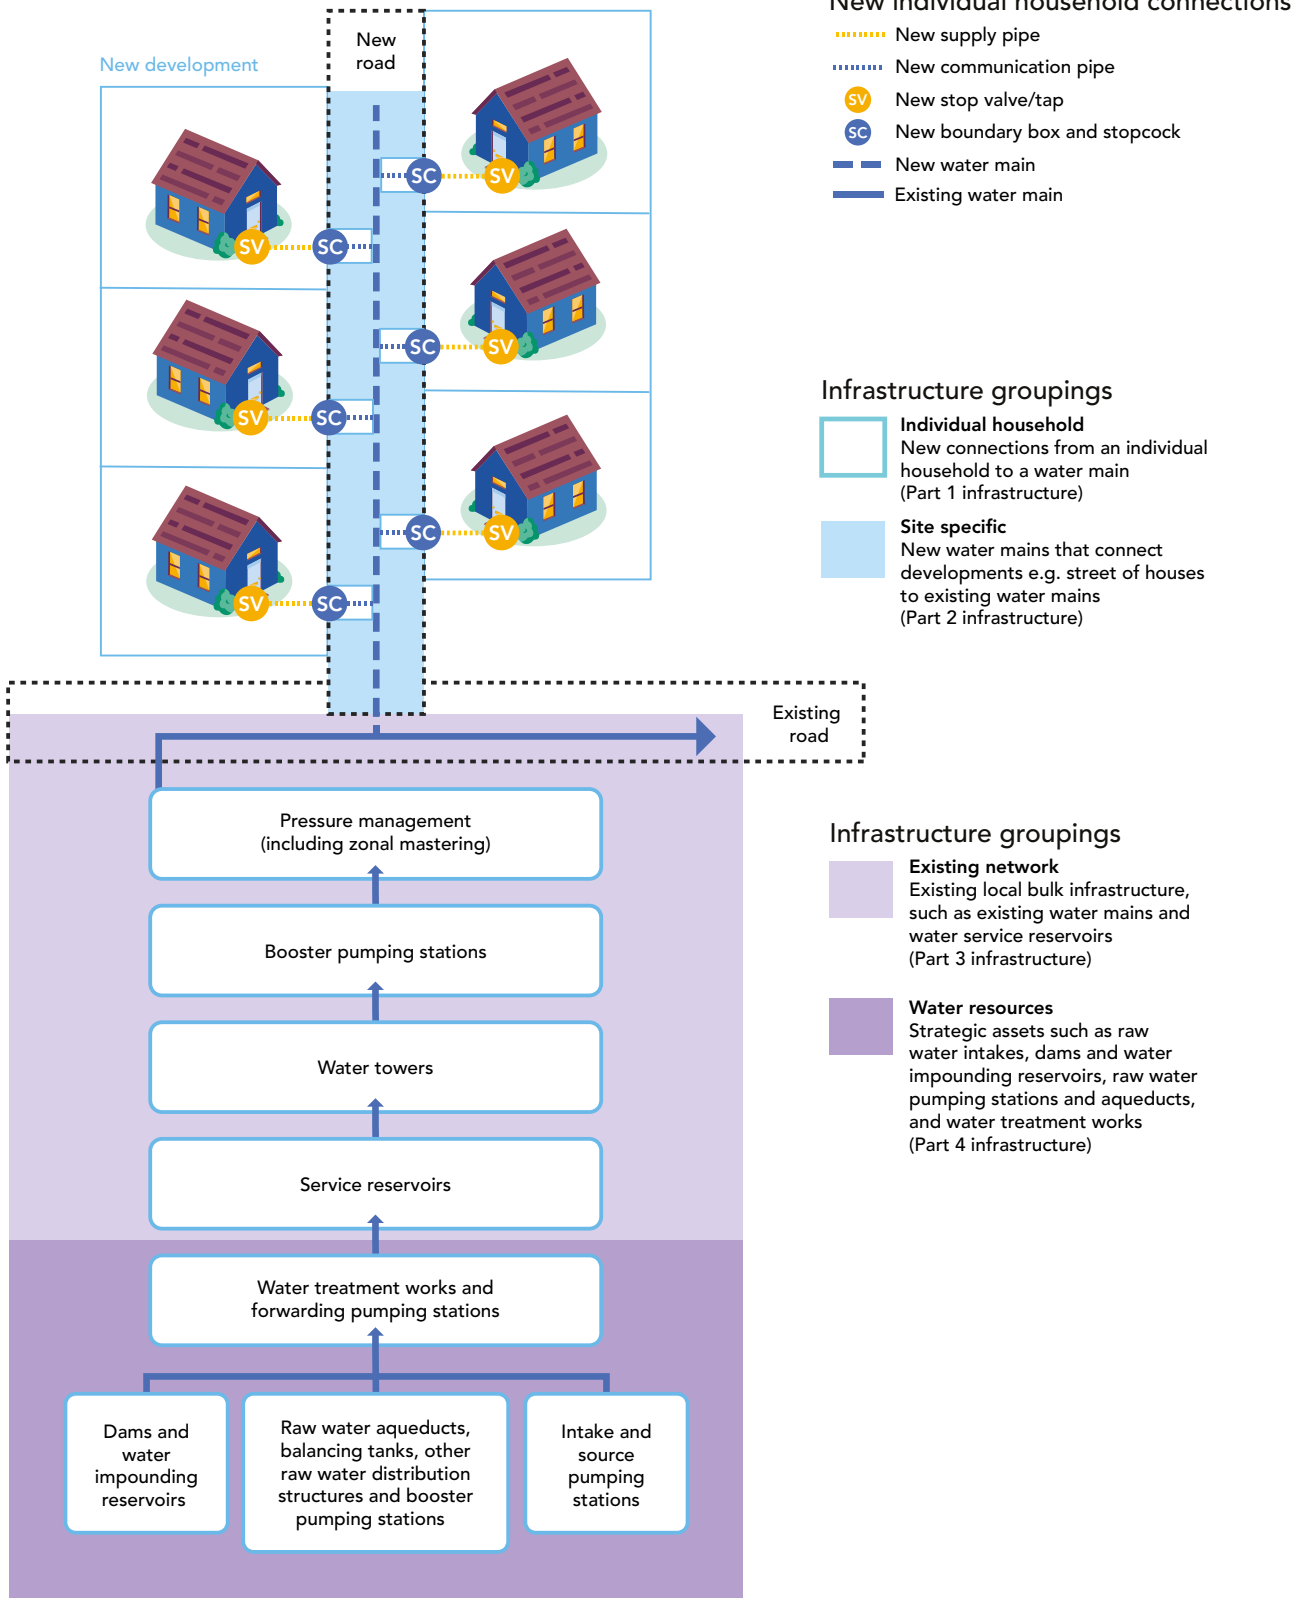 New individual household connections
New supply pipe
New communication pipe
SV
New stop valve/tap
SC
New boundary box and stopcock
New water main
Existing water main
New
road
New development
SC
SV
SV
SC
SC
SV
SV
SC
SC
SV
SV
SC
Infrastructure groupings
Individual household
New connections from an individual
household to a water main
(Part 1 infrastructure)
Site specific
New water mains that connect
developments e.g. street of houses
to existing water mains
(Part 2 infrastructure)
Existing
road
Pressure management
(including zonal mastering)
Booster pumping stations
Water towers
Service reservoirs
Water treatment works and
forwarding pumping stations
Dams and
water
impounding
reservoirs
Raw water aqueducts,
balancing tanks, other
raw water distribution
structures and booster
pumping stations
Intake and
source
pumping
stations
Infrastructure groupings
Existing network
Existing local bulk infrastructure,
such as existing water mains and
water service reservoirs
(Part 3 infrastructure)
Water resources
Strategic assets such as raw
water intakes, dams and water
impounding reservoirs, raw water
pumping stations and aqueducts,
and water treatment works
(Part 4 infrastructure)